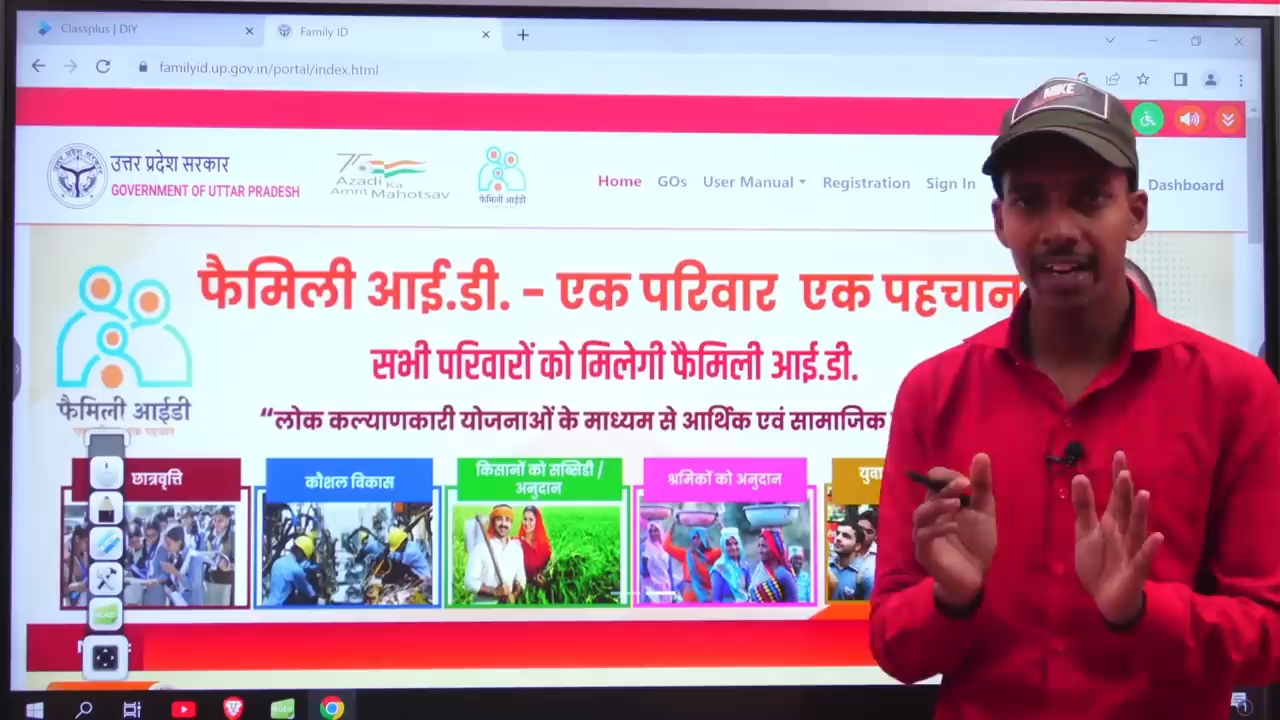 Classplus | DIY
Family ID
familyid.up.gov.in/portal/index.html
उत्तर प्रदेश सरकार
GOVERNMENT OF UTTAR PRADESH
75
Azadi Ka
Amrit Mahotsav
फैमिली आईडी
Home GOs User Manual Registration Sign In Dashboard
NIKE
फैमिली आई.डी. - एक परिवार एक पहचान
सभी परिवारों को मिलेगी फैमिली आई.डी.
“लोक कल्याणकारी योजनाओं के माध्यम से आर्थिक एवं सामाजिक
फैमिली आईडी
छात्रवृत्ति
कौशल विकास
किसानों को सब्सिडी /
अनुदान
श्रमिकों को अनुदान
युवा